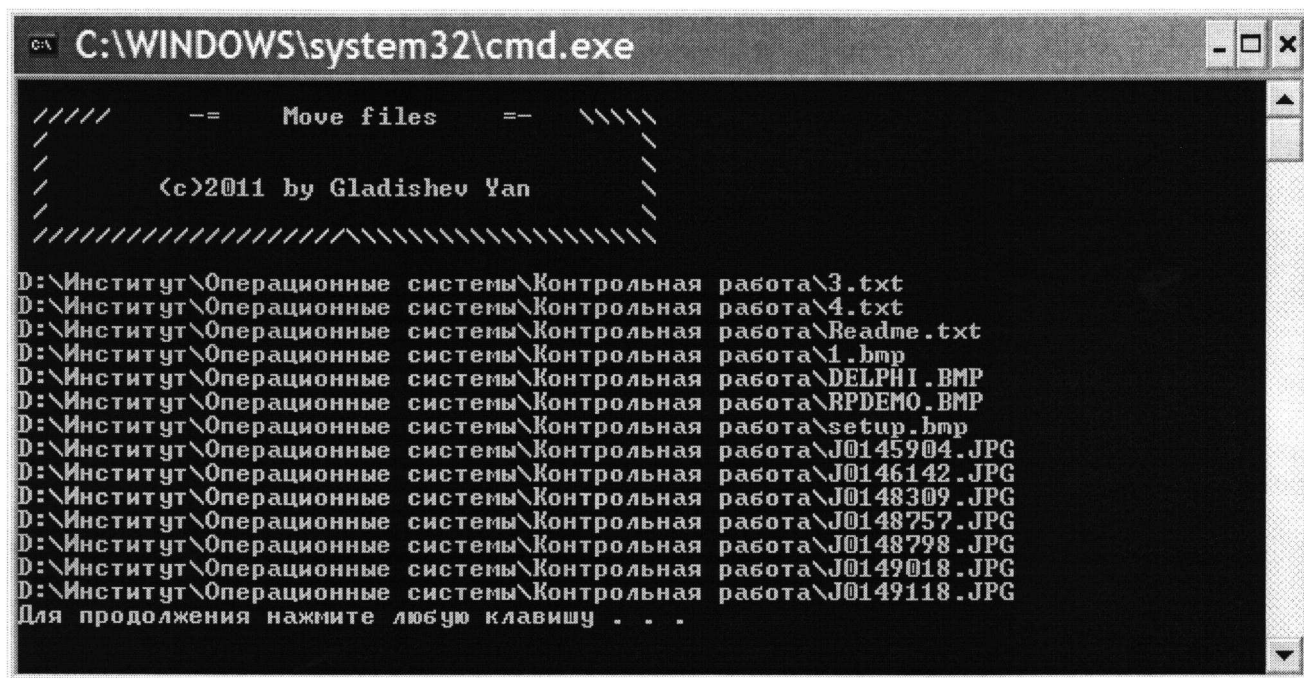 C:\WINDOWS\system32\cmd.exe
/////     -=    Move files    =-   \\\\\
/                                      \
/                                      \
/       (c)2011 by Gladishev Yan       \
/                                      \
////////////////////\\\\\\\\\\\\\\\\\\\\
D:\Институт\Операционные системы\Контрольная работа\3.txt
D:\Институт\Операционные системы\Контрольная работа\4.txt
D:\Институт\Операционные системы\Контрольная работа\Readme.txt
D:\Институт\Операционные системы\Контрольная работа\1.bmp
D:\Институт\Операционные системы\Контрольная работа\DELPHI.BMP
D:\Институт\Операционные системы\Контрольная работа\RPDEMO.BMP
D:\Институт\Операционные системы\Контрольная работа\setup.bmp
D:\Институт\Операционные системы\Контрольная работа\J0145904.JPG
D:\Институт\Операционные системы\Контрольная работа\J0146142.JPG
D:\Институт\Операционные системы\Контрольная работа\J0148309.JPG
D:\Институт\Операционные системы\Контрольная работа\J0148757.JPG
D:\Институт\Операционные системы\Контрольная работа\J0148798.JPG
D:\Институт\Операционные системы\Контрольная работа\J0149018.JPG
D:\Институт\Операционные системы\Контрольная работа\J0149118.JPG
Для продолжения нажмите любую клавишу . . .